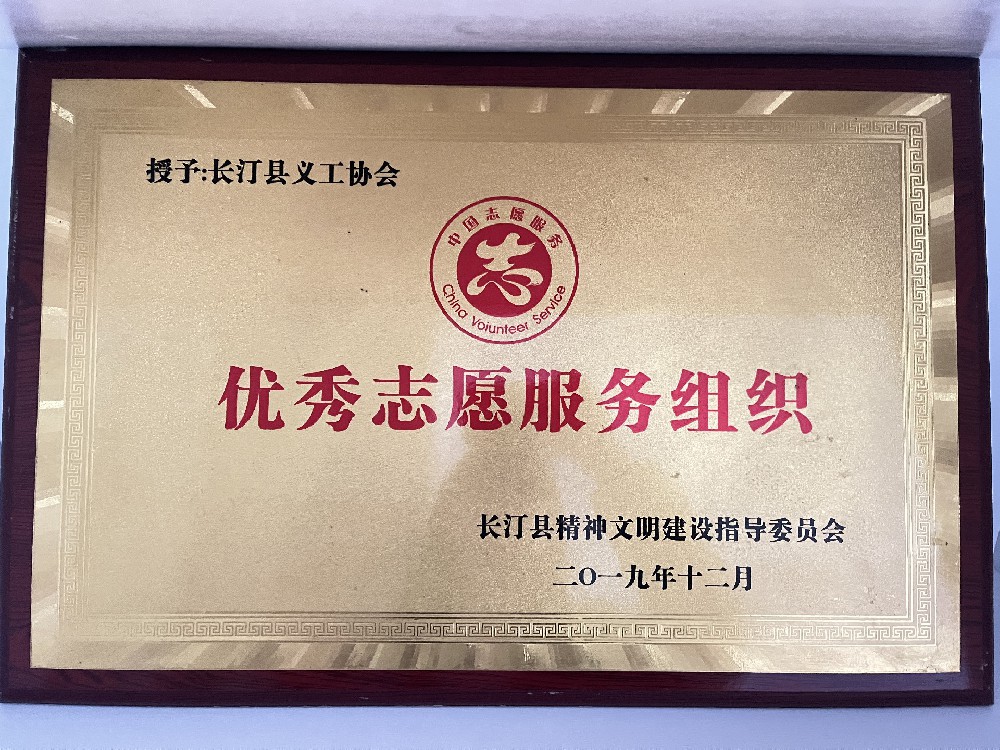 授予:长汀县义工协会
中国志愿服务
志
China Volunteer Service
优秀志愿服务组织
长汀县精神文明建设指导委员会
二O一九年十二月